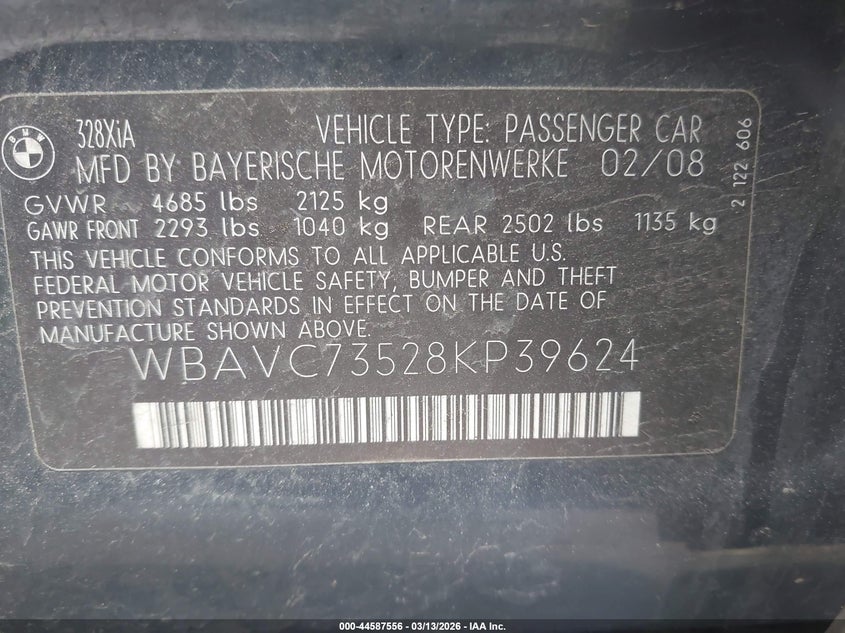 BMW
328XiA VEHICLE TYPE: PASSENGER CAR
MFD BY BAYERISCHE MOTORENWERKE 02/08
GVWR 4685 lbs 2125 kg
GAWR FRONT 2293 lbs 1040 kg REAR 2502 lbs 1135 kg
THIS VEHICLE CONFORMS TO ALL APPLICABLE U.S.
FEDERAL MOTOR VEHICLE SAFETY, BUMPER AND THEFT
PREVENTION STANDARDS IN EFFECT ON THE DATE OF
MANUFACTURE SHOWN ABOVE.
WBAVC73528KP39624
2 122 606
000-44587556 - 03/13/2026 - IAA Inc.